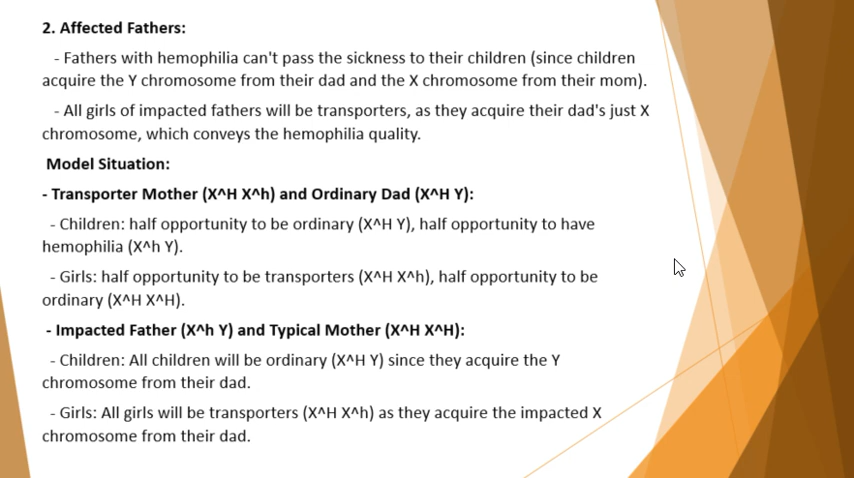 2. Affected Fathers:
- Fathers with hemophilia can't pass the sickness to their children (since children
acquire the Y chromosome from their dad and the X chromosome from their mom).
- All girls of impacted fathers will be transporters, as they acquire their dad's just X
chromosome, which conveys the hemophilia quality.
Model Situation:
- Transporter Mother (X^H X^h) and Ordinary Dad (X^H Y):
- Children: half opportunity to be ordinary (X^H Y), half opportunity to have
hemophilia (X^h Y).
- Girls: half opportunity to be transporters (X^H X^h), half opportunity to be
ordinary (X^H X^H).
- Impacted Father (X^h Y) and Typical Mother (X^H X^H):
- Children: All children will be ordinary (X^H Y) since they acquire the Y
chromosome from their dad.
- Girls: All girls will be transporters (X^H X^h) as they acquire the impacted X
chromosome from their dad.